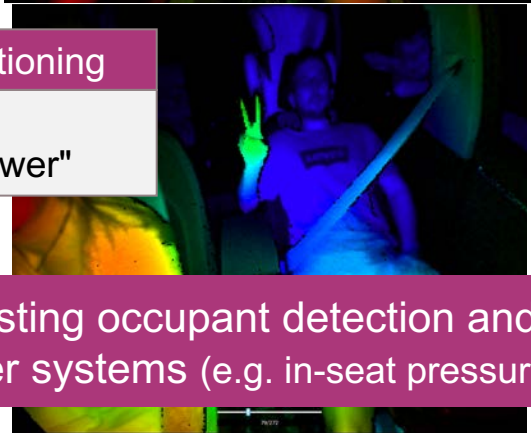 tioning
wer"
sting occupant detection and
er systems (e.g. in-seat pressur